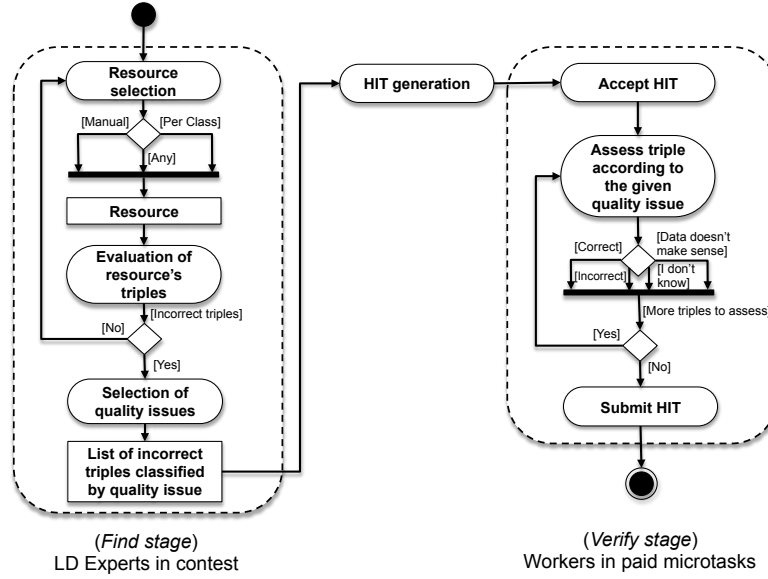 Resource
selection
[Manual]
[Per Class]
[Any]
Resource
Evaluation of
resource's
triples
[Incorrect triples]
[No]
[Yes]
Selection of
quality issues
List of incorrect
triples classified
by quality issue
(Find stage)
LD Experts in contest
HIT generation
Accept HIT
Assess triple
according to
the given
quality issue
[Correct]
[Data doesn't
make sense]
[Incorrect]
[I don't
know]
[More triples to assess]
[Yes]
[No]
Submit HIT
(Verify stage)
Workers in paid microtasks